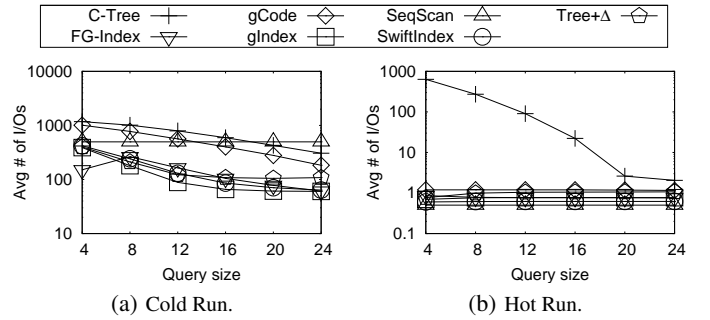 C-Tree gCode SeqScan Tree+Δ
FG-Index gIndex SwiftIndex
10000
1000
100
10
4 8 12 16 20 24
Avg # of I/Os
Query size
(a) Cold Run.
1000
100
10
1
0.1
4 8 12 16 20 24
Avg # of I/Os
Query size
(b) Hot Run.